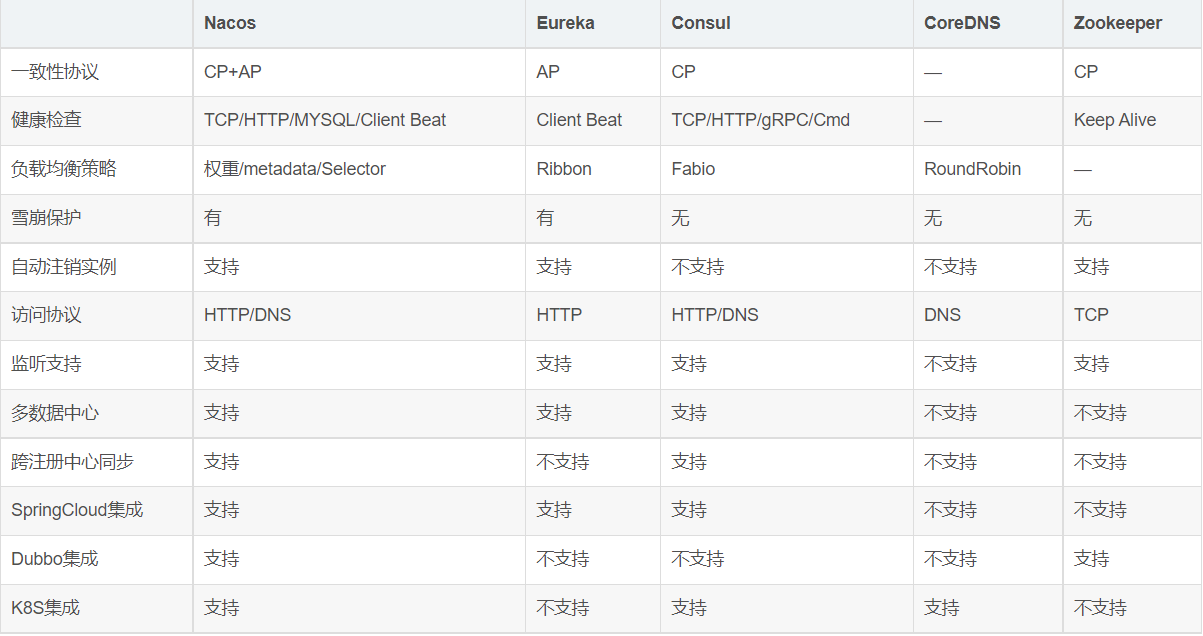 Nacos Eureka Consul CoreDNS Zookeeper
一致性协议 CP+AP AP CP — CP
健康检查 TCP/HTTP/MYSQL/Client Beat Client Beat TCP/HTTP/gRPC/Cmd — Keep Alive
负载均衡策略 权重/metadata/Selector Ribbon Fabio RoundRobin —
雪崩保护 有 有 无 无 无
自动注销实例 支持 支持 不支持 不支持 支持
访问协议 HTTP/DNS HTTP HTTP/DNS DNS TCP
监听支持 支持 支持 支持 不支持 支持
多数据中心 支持 支持 支持 不支持 不支持
跨注册中心同步 支持 不支持 支持 不支持 不支持
SpringCloud集成 支持 支持 支持 不支持 不支持
Dubbo集成 支持 不支持 不支持 不支持 支持
K8S集成 支持 不支持 支持 支持 不支持